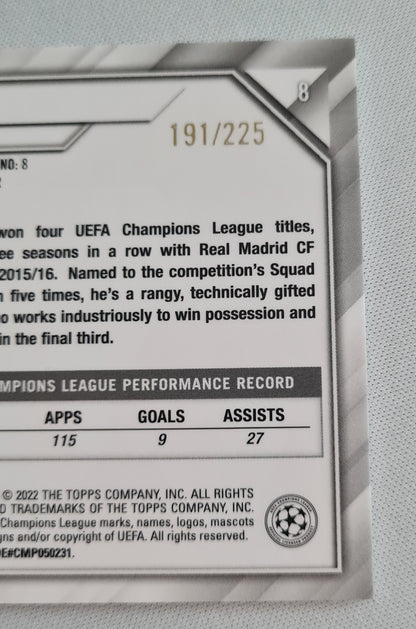 8
191/225
NO: 8
won four UEFA Champions League titles,
ee seasons in a row with Real Madrid CF
2015/16. Named to the competition's Squad
n five times, he's a rangy, technically gifted
o works industriously to win possession and
in the final third.
MPIONS LEAGUE PERFORMANCE RECORD
APPS GOALS ASSISTS
115 9 27
© 2022 THE TOPPS COMPANY, INC. ALL RIGHTS
D TRADEMARKS OF THE TOPPS COMPANY, INC.
Champions League marks, names, logos, mascots
gns and/or copyright of UEFA. All rights reserved.
DE#CMP050231.